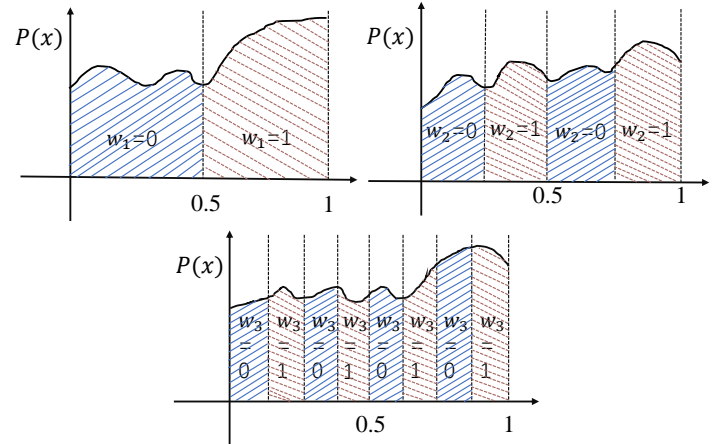 P(x)
w₁=0
w₁=1
0.5
1
P(x)
w₂=0
w₂=1
w₂=0
w₂=1
0.5
1
P(x)
w₃ w₃ w₃ w₃ w₃ w₃ w₃ w₃
= = = = = = = =
0 1 0 1 0 1 0 1
0.5
1